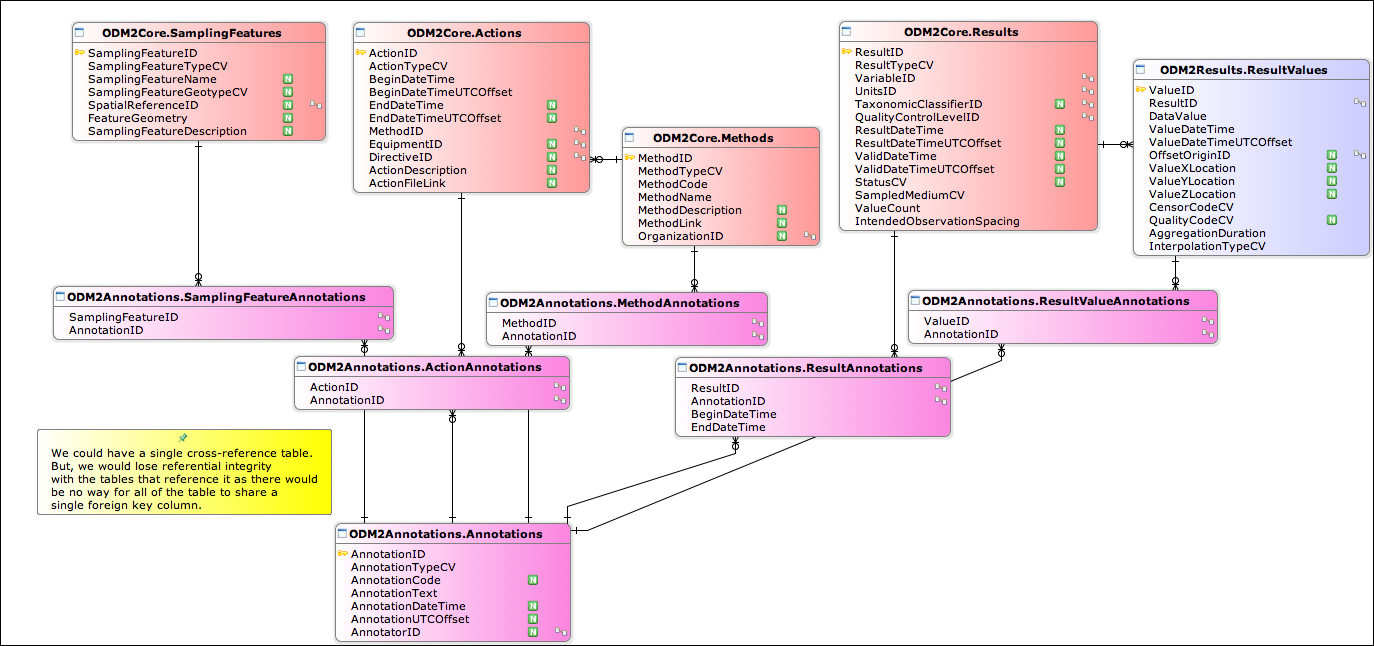 ODM2Core.SamplingFeatures
SamplingFeatureID
SamplingFeatureTypeCV
SamplingFeatureName N
SamplingFeatureGeotypeCV N
SpatialReferenceID N
FeatureGeometry N
SamplingFeatureDescription N
ODM2Core.Actions
ActionID
ActionTypeCV
BeginDateTime
BeginDateTimeUTCOffset
EndDateTime N
EndDateTimeUTCOffset N
MethodID
EquipmentID N
DirectiveID N
ActionDescription N
ActionFileLink N
ODM2Core.Methods
MethodID
MethodTypeCV
MethodCode
MethodName
MethodDescription N
MethodLink N
OrganizationID N
ODM2Core.Results
ResultID
ResultTypeCV
VariableID
UnitsID
TaxonomicClassifierID N
QualityControlLevelID
ResultDateTime N
ResultDateTimeUTCOffset N
ValidDateTime N
ValidDateTimeUTCOffset N
StatusCV N
SampledMediumCV
ValueCount
IntendedObservationSpacing
ODM2Results.ResultValues
ValueID
ResultID
DataValue
ValueDateTime
ValueDateTimeUTCOffset
OffsetOriginID N
ValueXLocation N
ValueYLocation N
ValueZLocation N
CensorCodeCV
QualityCodeCV N
AggregationDuration
InterpolationTypeCV
ODM2Annotations.SamplingFeatureAnnotations
SamplingFeatureID
AnnotationID
ODM2Annotations.MethodAnnotations
MethodID
AnnotationID
ODM2Annotations.ResultValueAnnotations
ValueID
AnnotationID
ODM2Annotations.ActionAnnotations
ActionID
AnnotationID
ODM2Annotations.ResultAnnotations
ResultID
AnnotationID
BeginDateTime
EndDateTime
We could have a single cross-reference table.
But, we would lose referential integrity
with the tables that reference it as there would
be no way for all of the table to share a
single foreign key column.
ODM2Annotations.Annotations
AnnotationID
AnnotationTypeCV
AnnotationCode N
AnnotationText
AnnotationDateTime N
AnnotationUTCOffset N
AnnotatorID N